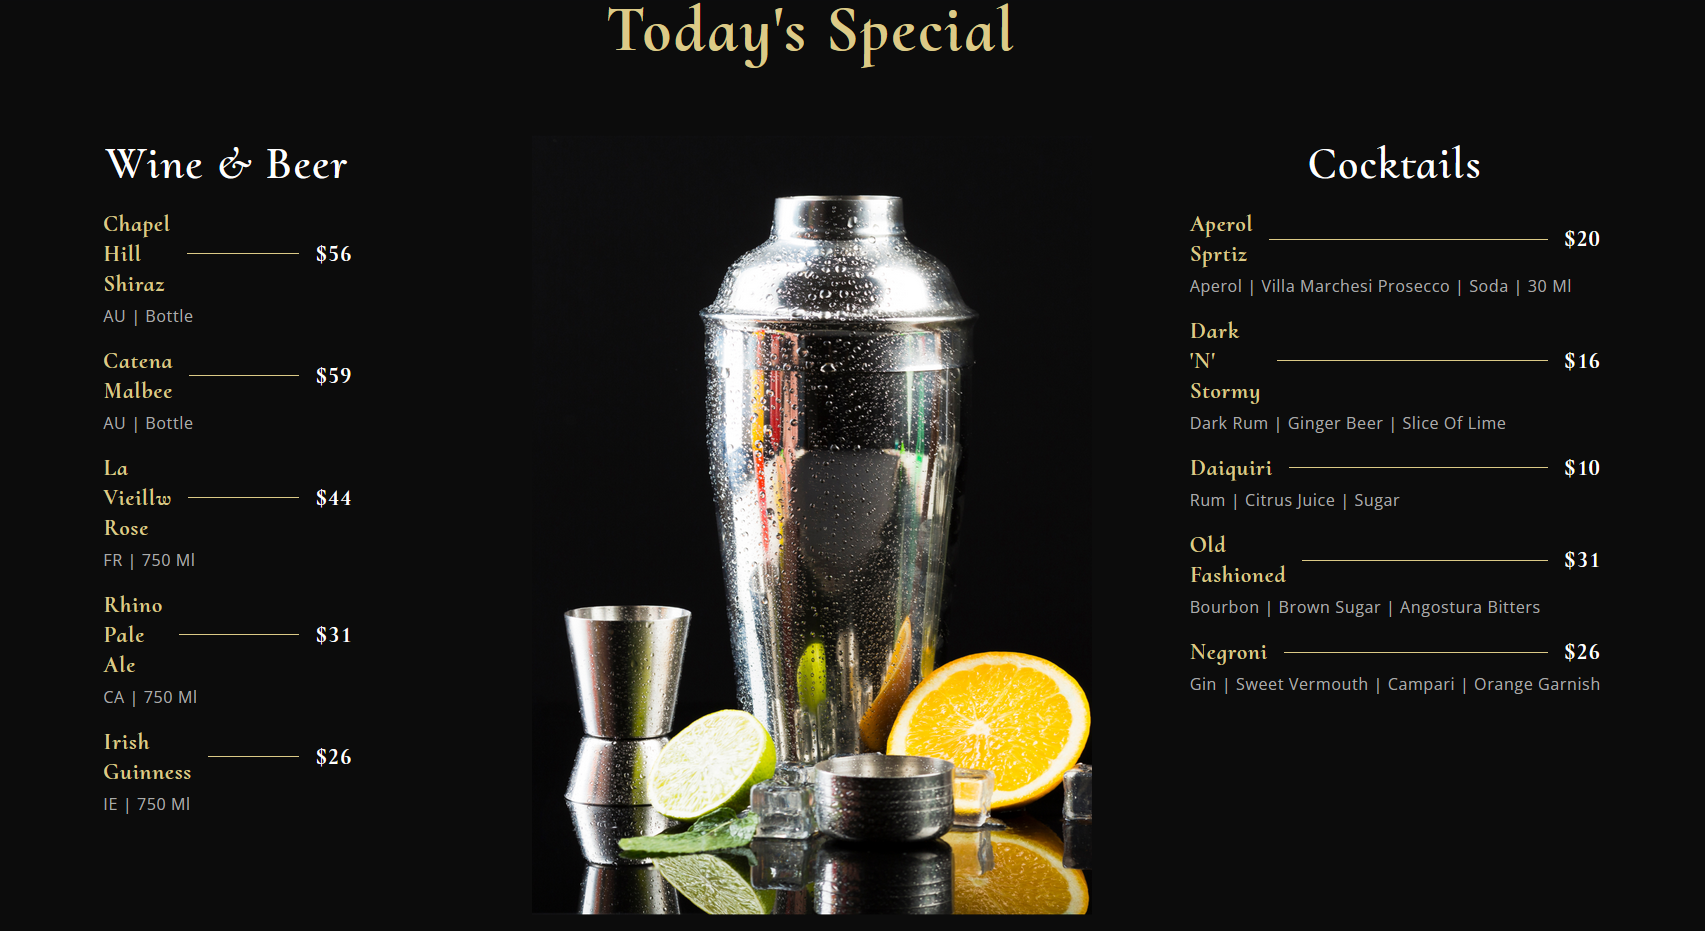 Today's Special
Wine & Beer
Chapel
Hill
Shiraz
$56
AU | Bottle
Catena
Malbee
$59
AU | Bottle
La
Vieillw
Rose
$44
FR | 750 Ml
Rhino
Pale
Ale
$31
CA | 750 Ml
Irish
Guinness
$26
IE | 750 Ml
Cocktails
Aperol
Sprtiz
$20
Aperol | Villa Marchesi Prosecco | Soda | 30 Ml
Dark
'N'
Stormy
$16
Dark Rum | Ginger Beer | Slice Of Lime
Daiquiri $10
Rum | Citrus Juice | Sugar
Old
Fashioned
$31
Bourbon | Brown Sugar | Angostura Bitters
Negroni $26
Gin | Sweet Vermouth | Campari | Orange Garnish